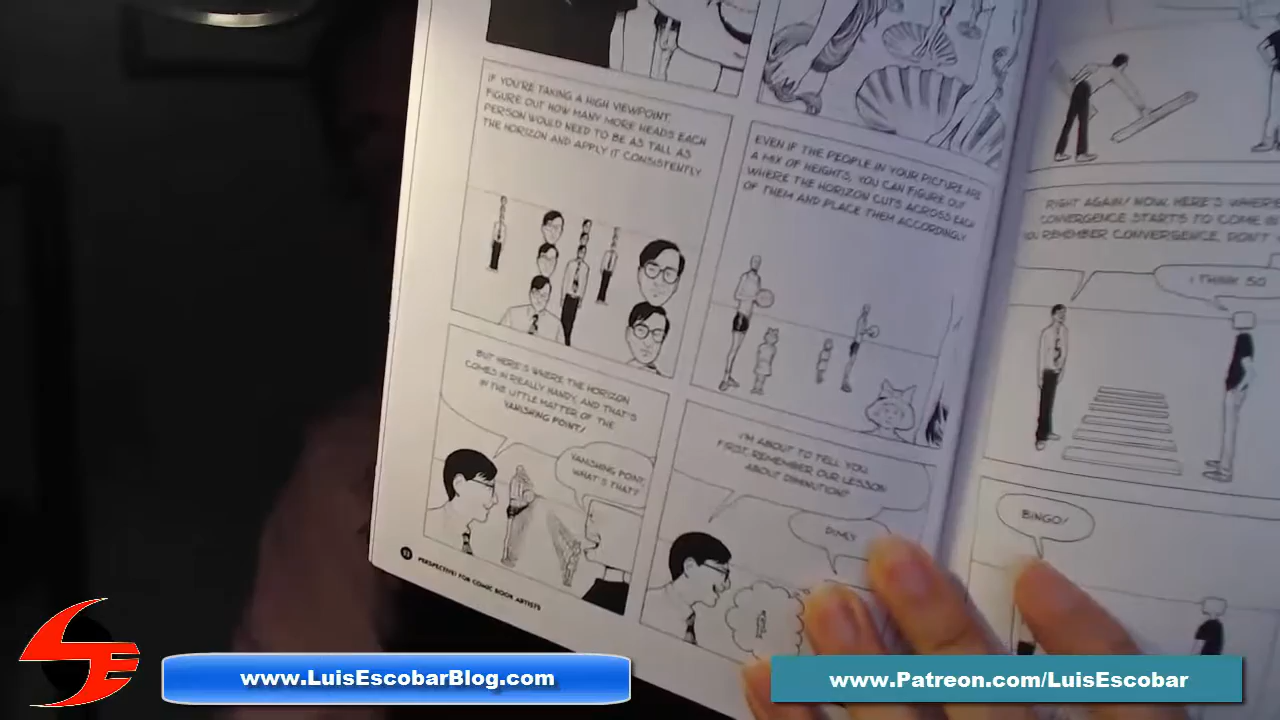 IF YOU'RE TAKING A HIGH VIEWPOINT,
FIGURE OUT HOW MANY MORE HEADS EACH
PERSON WOULD NEED TO BE AS TALL AS
THE HORIZON AND APPLY IT CONSISTENTLY
EVEN IF THE PEOPLE IN YOUR PICTURE ARE
A MIX OF HEIGHTS, YOU CAN FIGURE OUT
WHERE THE HORIZON CUTS ACROSS EACH
OF THEM AND PLACE THEM ACCORDINGLY
BUT HERE'S WHERE THE HORIZON
COMES IN REALLY HANDY, AND THAT'S
IN THE LITTLE MATTER OF THE
VANISHING POINT!
VANISHING POINT?
WHAT'S THAT?
I'M ABOUT TO TELL YOU.
FIRST, REMEMBER OUR LESSON
ABOUT DIMINUTION?
DIMLY
PERSPECTIVE! FOR COMIC BOOK ARTISTS
RIGHT AGAIN! NOW, HERE'S WHERE
CONVERGENCE STARTS TO COME
YOU REMEMBER CONVERGENCE, DON'T
I THINK SO
BINGO!
www.LuisEscobarBlog.com
www.Patreon.com/LuisEscobar